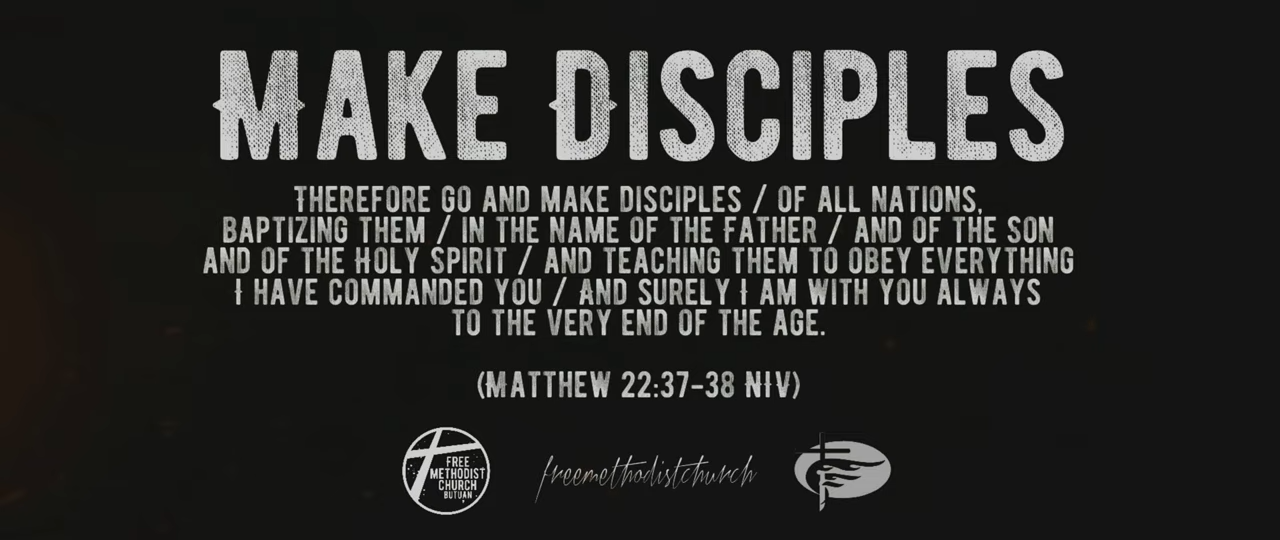 MAKE DISCIPLES
THEREFORE GO AND MAKE DISCIPLES / OF ALL NATIONS,
BAPTIZING THEM / IN THE NAME OF THE FATHER / AND OF THE SON
AND OF THE HOLY SPIRIT / AND TEACHING THEM TO OBEY EVERYTHING
I HAVE COMMANDED YOU / AND SURELY I AM WITH YOU ALWAYS
TO THE VERY END OF THE AGE.
(MATTHEW 22:37-38 NIV)
FREE
METHODIST
CHURCH
BUTUAN
freemethodistchurch